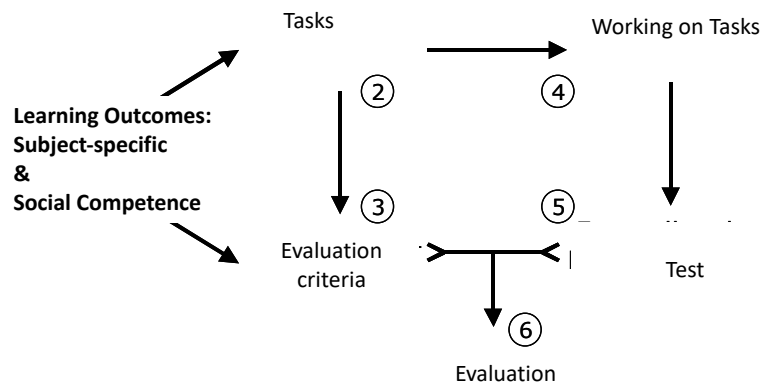 Tasks
Working on Tasks
②
④
Learning Outcomes:
Subject-specific
&
Social Competence
③
⑤
Evaluation
criteria
Test
⑥
Evaluation